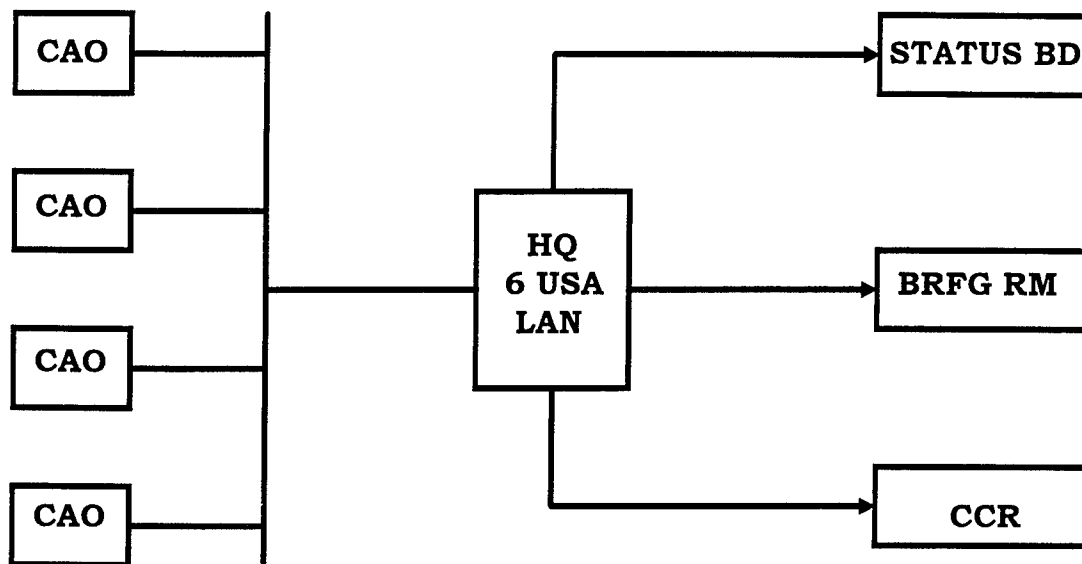 CAO
CAO
CAO
CAO
HQ
6 USA
LAN
STATUS BD
BRFG RM
CCR